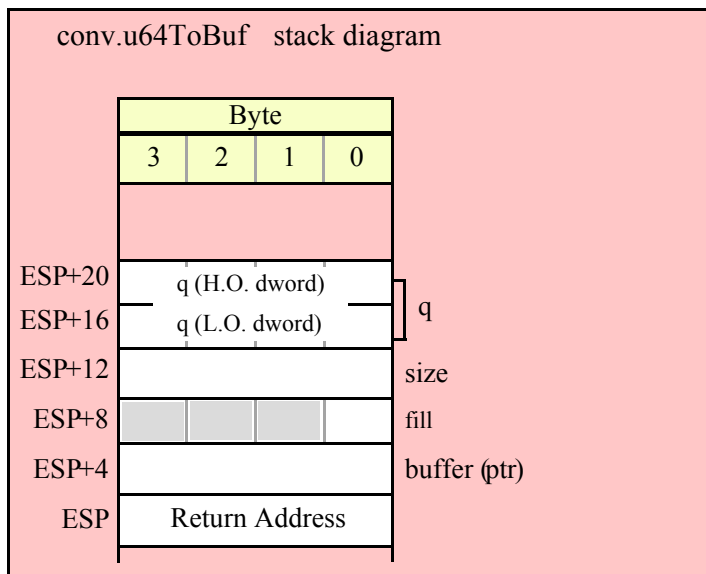 conv.u64ToBuf stack diagram
Byte
3 2 1 0
ESP+20 q (H.O. dword)
q
ESP+16 q (L.O. dword)
ESP+12 size
ESP+8 fill
ESP+4 buffer (ptr)
ESP Return Address